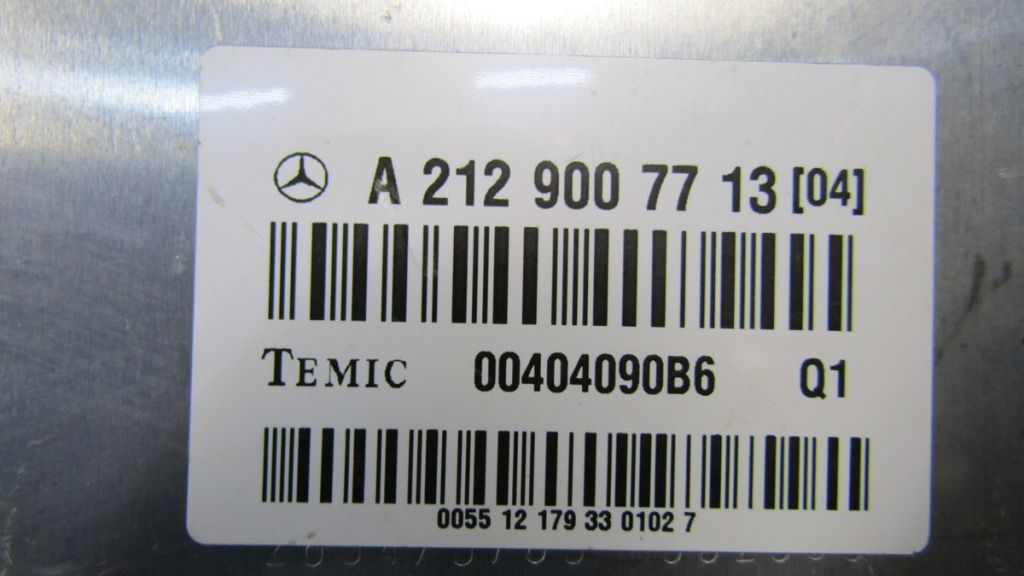 A 212 900 77 13 [04]
TEMIC 00404090B6 Q1
0055 12 179 33 0102 7